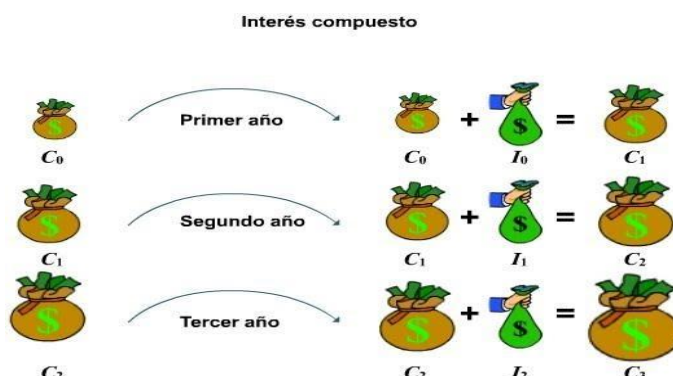 Interés compuesto
$ Primer año $ + $ = $
C₀ C₀ I₀ C₁
$ Segundo año $ + $ = $
C₁ C₁ I₁ C₂
$ Tercer año $ + $ = $
C₂ C₂ I₂ C₃